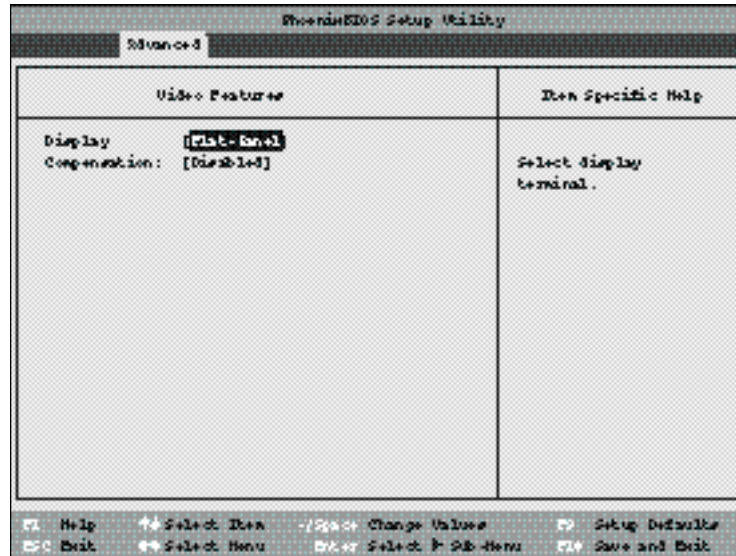 PhoenixBIOS Setup Utility
Advanced
Video Features
Item Specific Help
Display [Flat-Panel]
Compensation: [Disabled]
Select display
terminal.
F1 Help ↑↓ Select Item -/Space Change Values F9 Setup Defaults
ESC Exit ←→ Select Menu Enter Select ▶ Sub-Menu F10 Save and Exit